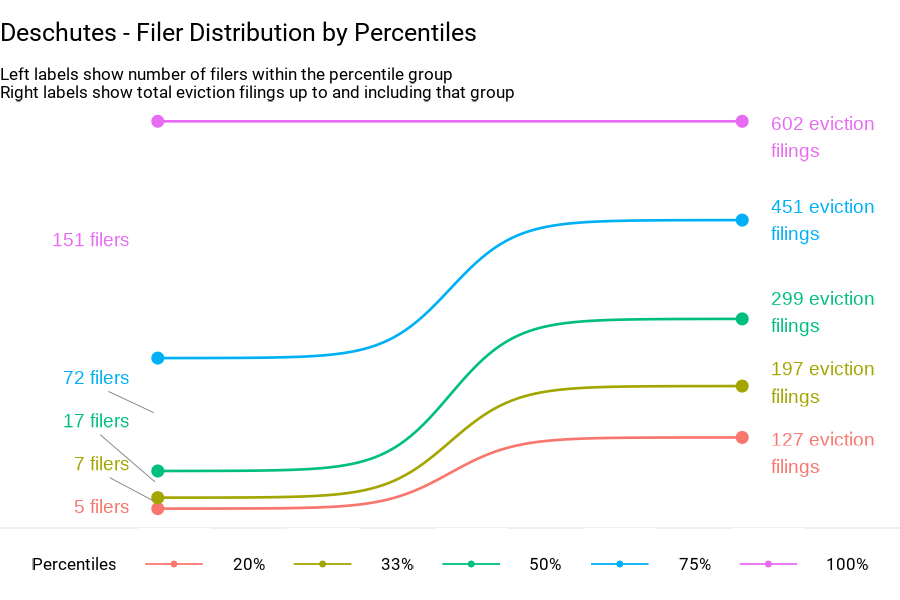 Deschutes - Filer Distribution by Percentiles
Left labels show number of filers within the percentile group
Right labels show total eviction filings up to and including that group
602 eviction
filings
451 eviction
filings
151 filers
299 eviction
filings
72 filers
197 eviction
filings
17 filers
127 eviction
filings
7 filers
5 filers
Percentiles 20% 33% 50% 75% 100%